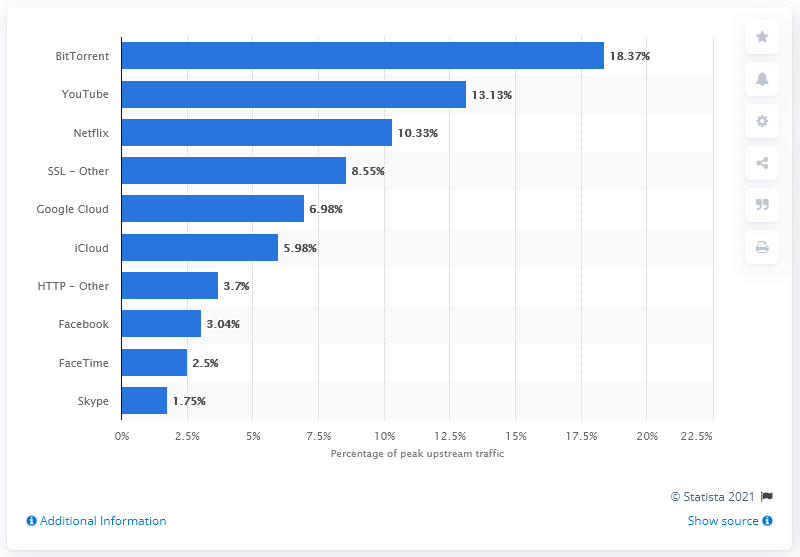 BitTorrent 18.37%
YouTube 13.13%
Netflix 10.33%
SSL - Other 8.55%
Google Cloud 6.98%
iCloud 5.98%
HTTP - Other 3.7%
Facebook 3.04%
FaceTime 2.5%
Skype 1.75%
0% 2.5% 5% 7.5% 10% 12.5% 15% 17.5% 20% 22.5%
Percentage of peak upstream traffic
© Statista 2021
Additional Information Show source